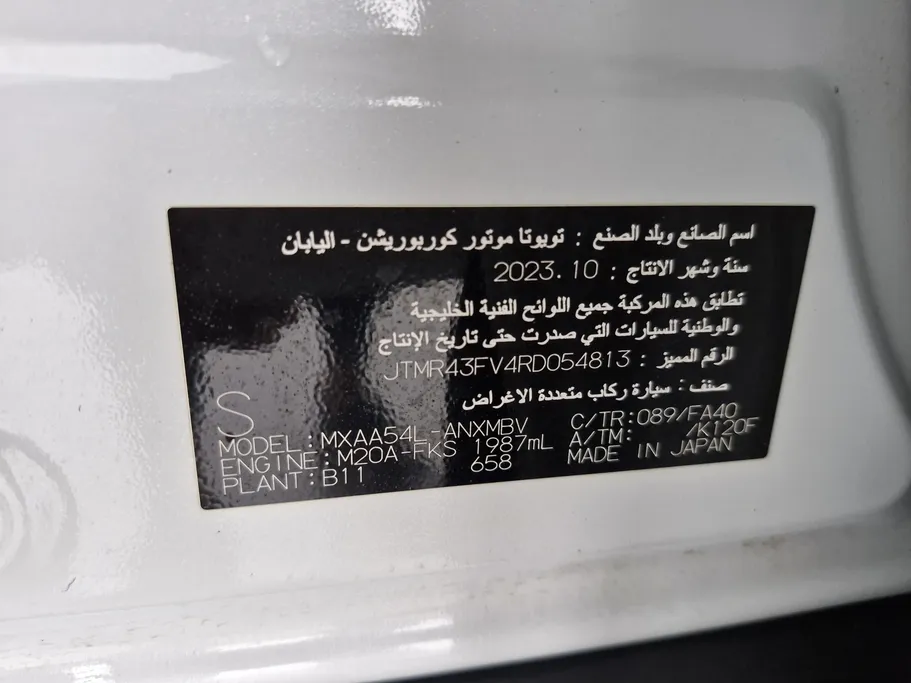 اسم الصانع وبلد الصنع : تويوتا موتور كوربوريشن - اليابان
سنة وشهر الانتاج : 2023.10
تطابق هذه المركبة جميع اللوائح الفنية الخليجية
والوطنية للسيارات التي صدرت حتى تاريخ الإنتاج
الرقم المميز : JTMR43FV4RD054813
صنف : سيارة ركاب متعددة الاغراض
S
MODEL:MXAA54L-ANXMBV C/TR:089/FA40
ENGINE:M20A-FKS 1987mL A/TM: /K120F
PLANT:B11 658 MADE IN JAPAN